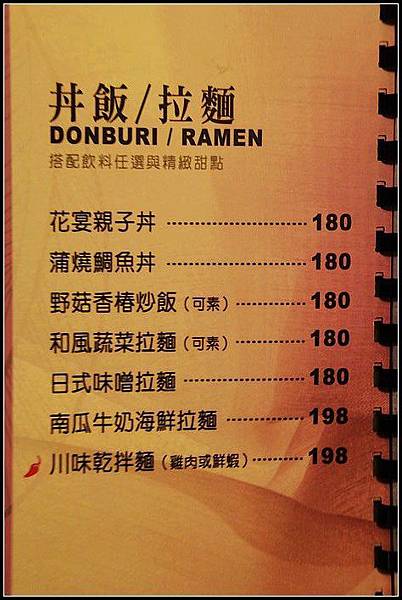 丼飯/拉麵
DONBURI / RAMEN
搭配飲料任選與精緻甜點
花宴親子丼 ···················· 180
蒲燒鯛魚丼 ···················· 180
野菇香椿炒飯（可素）··········· 180
和風蔬菜拉麵（可素）··········· 180
日式味噌拉麵 ················· 180
南瓜牛奶海鮮拉麵 ··········· 198
川味乾拌麵（雞肉或鮮蝦）······· 198